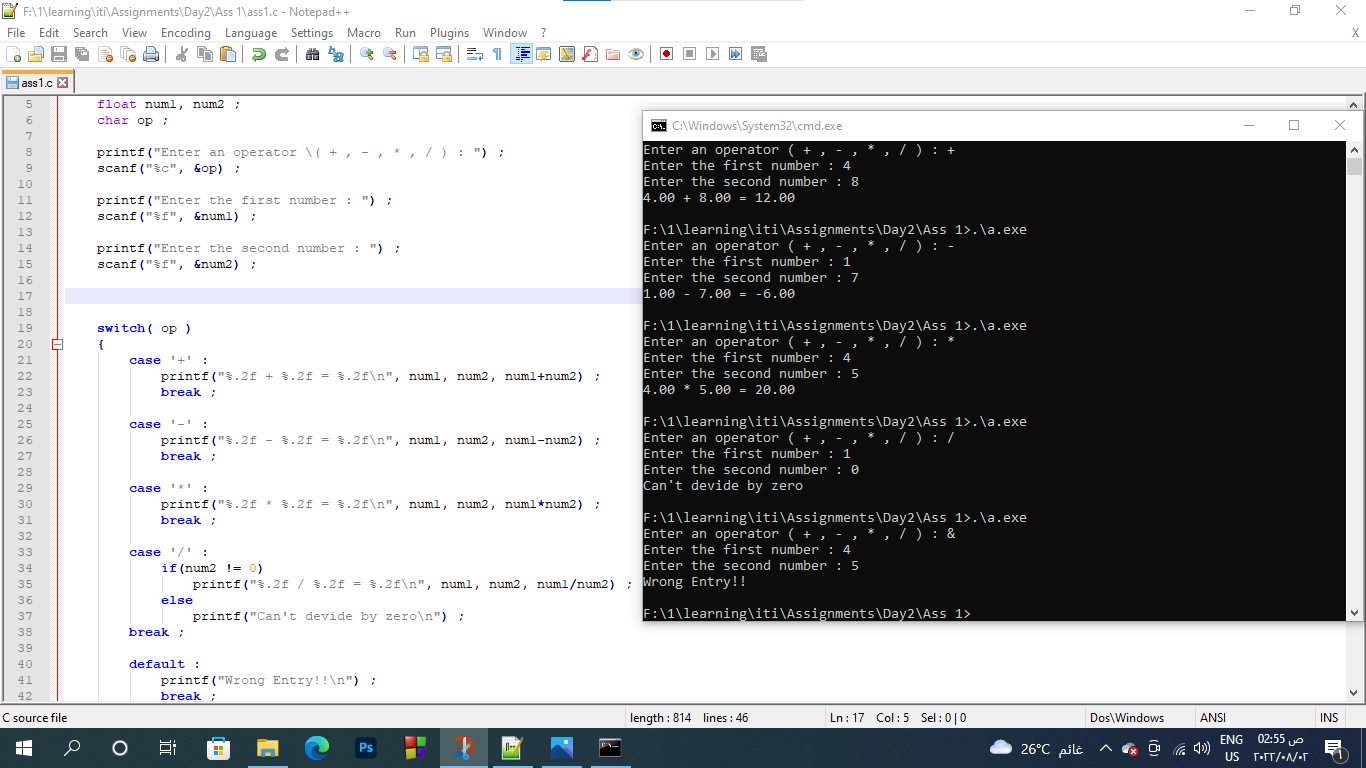 F:\1\learning\iti\Assignments\Day2\Ass 1\ass1.c - Notepad++
File Edit Search View Encoding Language Settings Macro Run Plugins Window ? X
ass1.c
5 float num1, num2 ;
6 char op ;
7
8 printf("Enter an operator \( + , - , * , / ) : ") ;
9 scanf("%c", &op) ;
10
11 printf("Enter the first number : ") ;
12 scanf("%f", &num1) ;
13
14 printf("Enter the second number : ") ;
15 scanf("%f", &num2) ;
16
17
18
19 switch( op )
20 {
21 case '+' :
22 printf("%.2f + %.2f = %.2f\n", num1, num2, num1+num2) ;
23 break ;
24
25 case '-' :
26 printf("%.2f - %.2f = %.2f\n", num1, num2, num1-num2) ;
27 break ;
28
29 case '*' :
30 printf("%.2f * %.2f = %.2f\n", num1, num2, num1*num2) ;
31 break ;
32
33 case '/' :
34 if(num2 != 0)
35 printf("%.2f / %.2f = %.2f\n", num1, num2, num1/num2) ;
36 else
37 printf("Can't devide by zero\n") ;
38 break ;
39
40 default :
41 printf("Wrong Entry!!\n") ;
42 break ;
C:\Windows\System32\cmd.exe
Enter an operator ( + , - , * , / ) : +
Enter the first number : 4
Enter the second number : 8
4.00 + 8.00 = 12.00
F:\1\learning\iti\Assignments\Day2\Ass 1>.\a.exe
Enter an operator ( + , - , * , / ) : -
Enter the first number : 1
Enter the second number : 7
1.00 - 7.00 = -6.00
F:\1\learning\iti\Assignments\Day2\Ass 1>.\a.exe
Enter an operator ( + , - , * , / ) : *
Enter the first number : 4
Enter the second number : 5
4.00 * 5.00 = 20.00
F:\1\learning\iti\Assignments\Day2\Ass 1>.\a.exe
Enter an operator ( + , - , * , / ) : /
Enter the first number : 1
Enter the second number : 0
Can't devide by zero
F:\1\learning\iti\Assignments\Day2\Ass 1>.\a.exe
Enter an operator ( + , - , * , / ) : &
Enter the first number : 4
Enter the second number : 5
Wrong Entry!!
F:\1\learning\iti\Assignments\Day2\Ass 1>
C source file length : 814 lines : 46 Ln : 17 Col : 5 Sel : 0 | 0 Dos\Windows ANSI INS
Ps 26°C غائم ENG 02:55 ص 1
US ٢٠٢٢/٠٨/٠٢